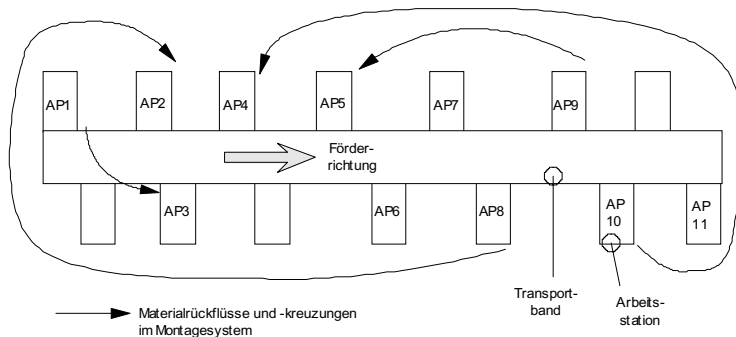 AP1
AP2
AP4
AP5
AP7
AP9
Förder-
richtung
AP3
AP6
AP8
AP
10
AP
11
Transport-
band
Arbeits-
station
Materialrückflüsse und -kreuzungen
im Montagesystem